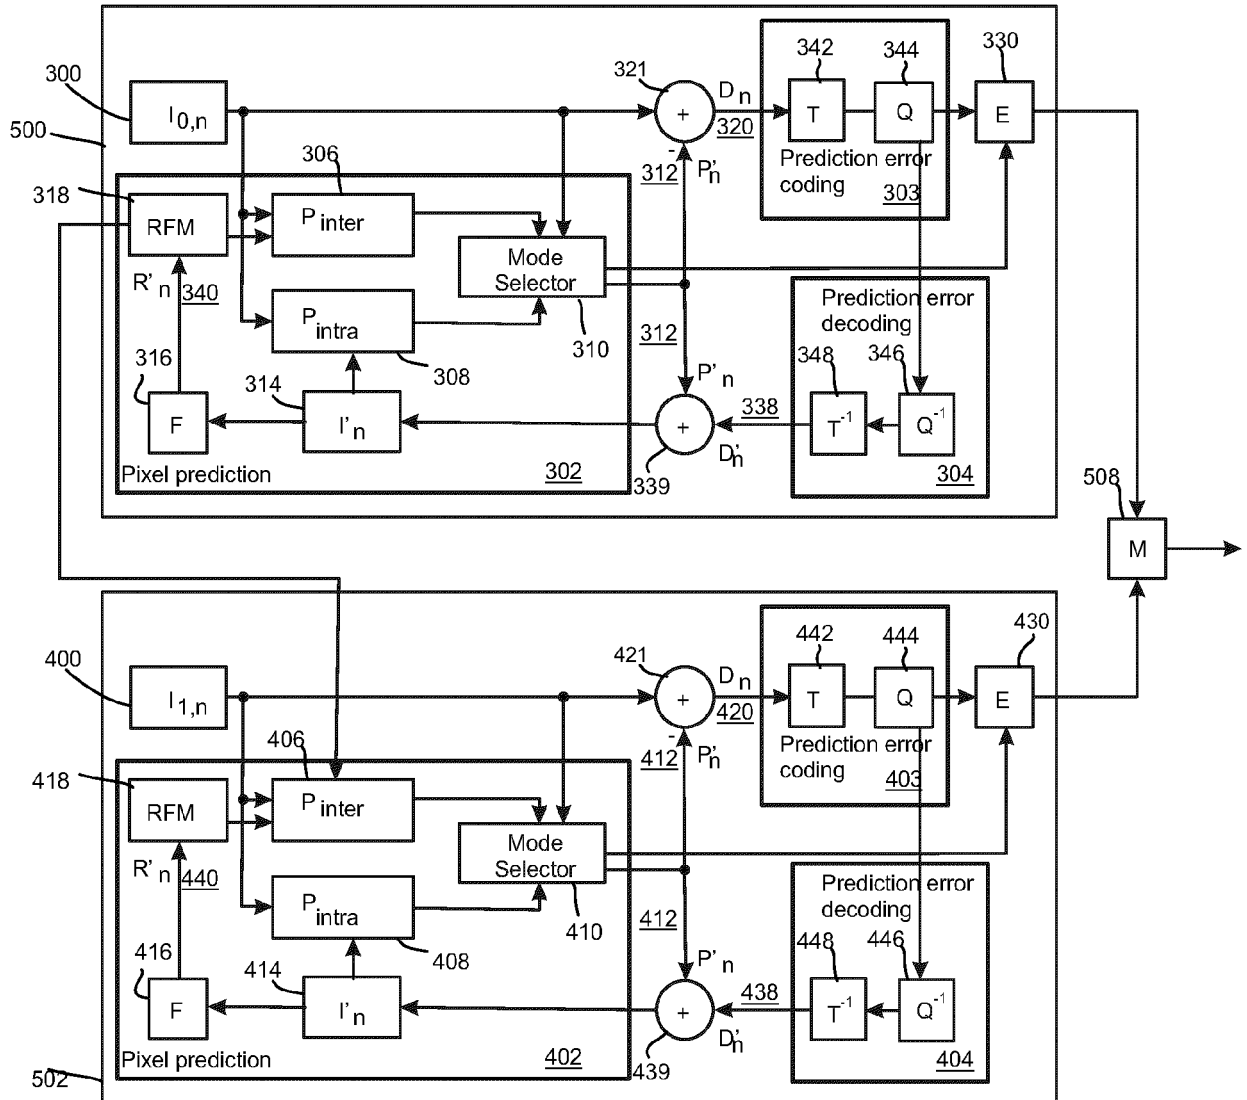 300
500
I0,n
321
+
Dn
320
342
344
330
T
Q
E
Prediction error
coding
303
318
306
RFM
Pinter
-
312
P'n
Mode
Selector
R'n
340
Pintra
310
312
Prediction error
decoding
316
314
308
P'n
348
346
F
I'n
+
338
T-1
Q-1
D'n
Pixel prediction
302
339
304
508
M
400
I1,n
421
+
Dn
420
442
444
430
T
Q
E
Prediction error
coding
403
418
406
RFM
Pinter
-
412
P'n
Mode
Selector
R'n
440
Pintra
410
412
Prediction error
decoding
416
414
408
P'n
448
446
F
I'n
+
438
T-1
Q-1
D'n
Pixel prediction
402
439
404
502